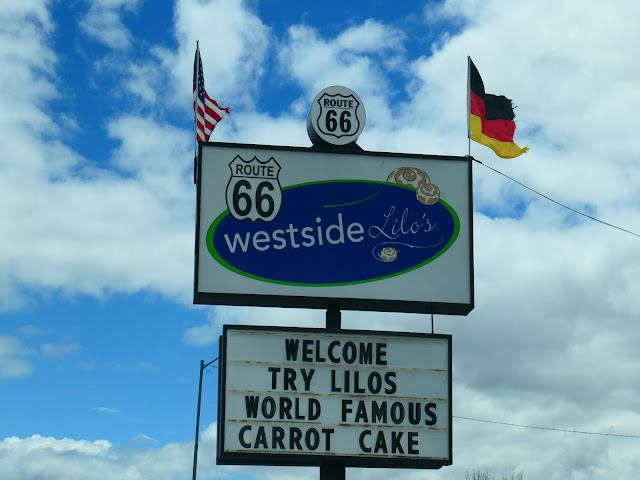 ROUTE
66
ROUTE
66
westside Lilo's
WELCOME
TRY LILOS
WORLD FAMOUS
CARROT CAKE